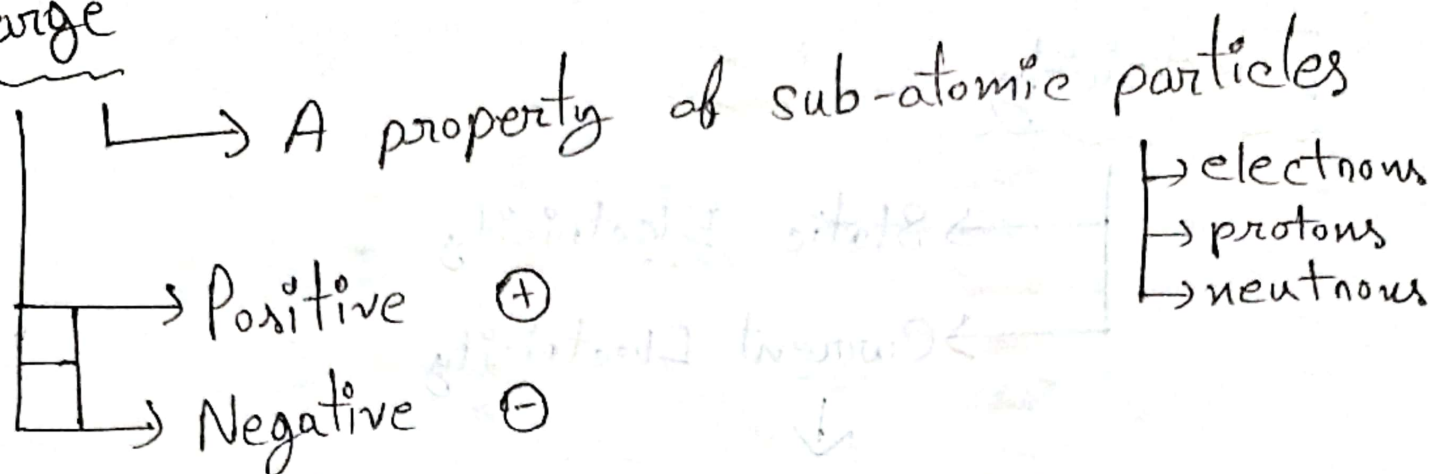 arge
→ A property of sub-atomic particles
→ electrons
→ protons
→ neutrons
→ Positive ⊕
→ Negative ⊖